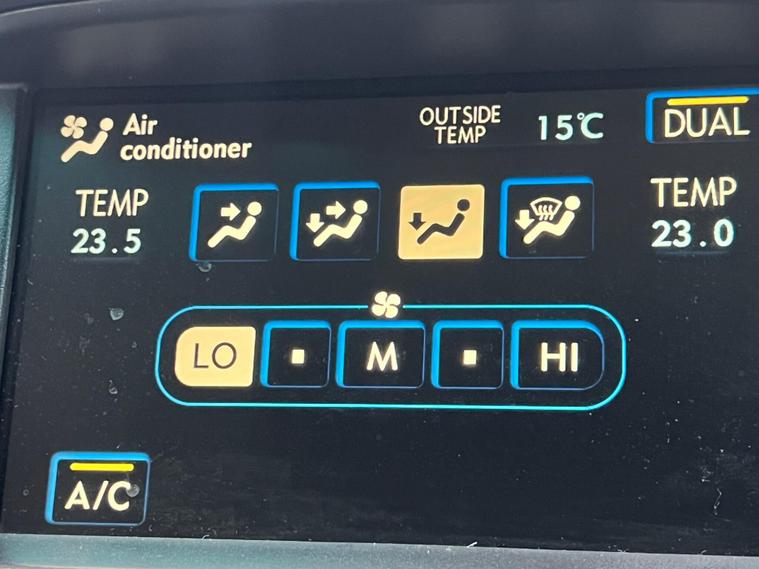 Air
conditioner
OUTSIDE
TEMP
15°C
DUAL
TEMP
23.5
TEMP
23.0
LO
M
HI
A/C